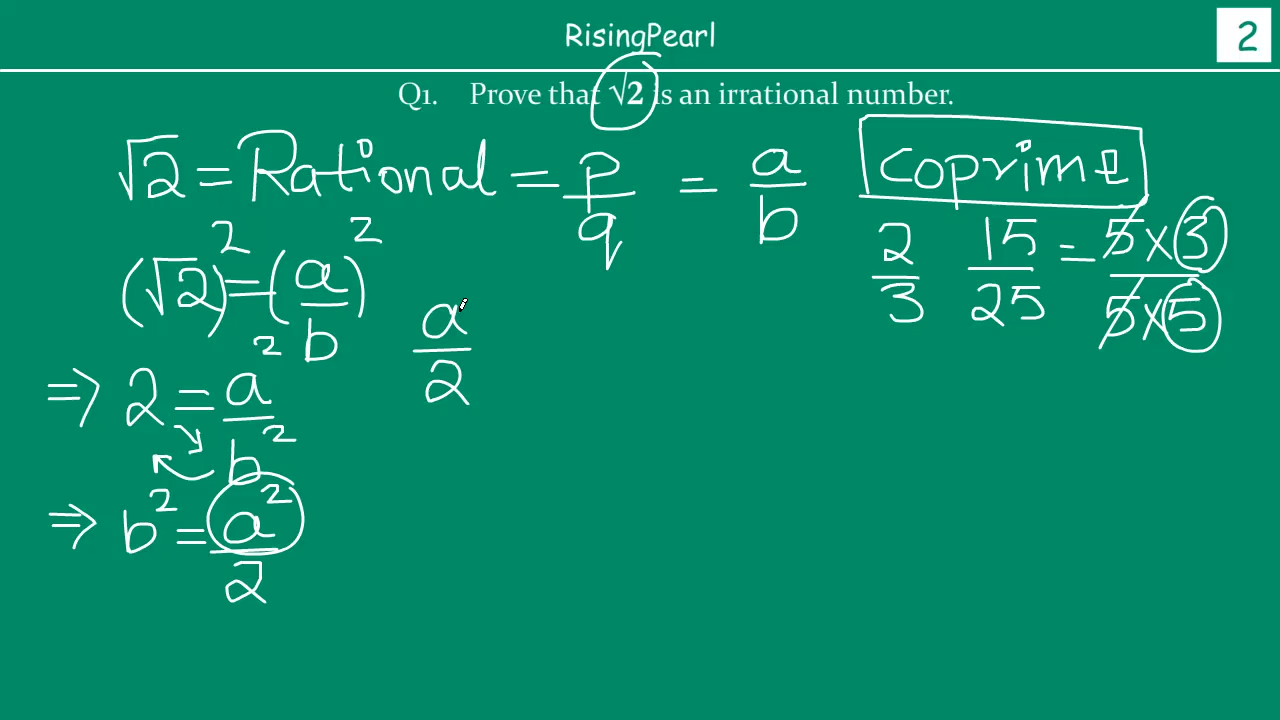 RisingPearl
2
Q1. Prove that √2 is an irrational number.
√2 = Rational = p/q = a/b
coprime
2/3 15/25 = 5×3/5×5
(√2)² = (a/b)²
a/2
⇒ 2 = a²/b²
⇒ b² = a²/2